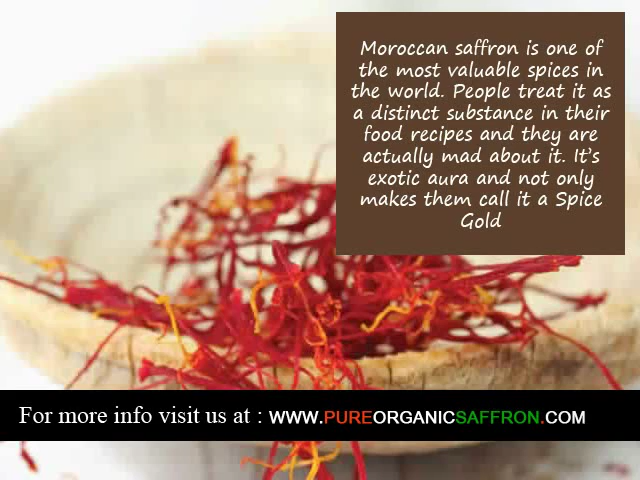 Moroccan saffron is one of
the most valuable spices in
the world. People treat it as
a distinct substance in their
food recipes and they are
actually mad about it. It's
exotic aura and not only
makes them call it a Spice
Gold
For more info visit us at : WWW.PUREORGANICSAFFRON.COM